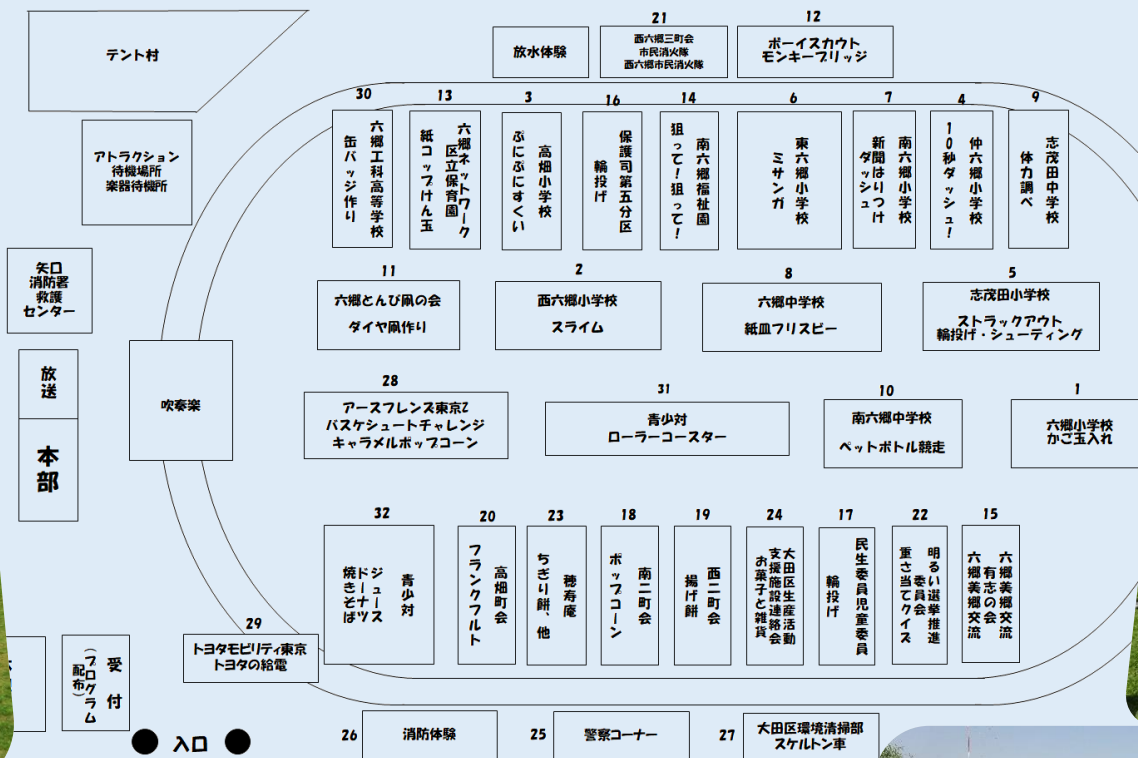 テント村
放水体験
21
西六郷三町会
市民消火隊
西六郷市民消火隊
12
ボーイスカウト
モンキーブリッジ
アトラクション
待機場所
楽器待機所
30
六郷工科高等学校
缶バッジ作り
13
六郷ネットワーク
区立保育園
紙コップけん玉
3
高畑小学校
ぷにぷにすくい
16
保護司第五分区
輪投げ
14
南六郷福祉園
狙って!狙って!
6
東六郷小学校
ミサンガ
7
南六郷小学校
新聞はりつけ
ダッシュ
4
仲六郷小学校
10秒ダッシュ!
9
志茂田中学校
体力調べ
矢口
消防署
救護
センター
11
六郷とんび凧の会
ダイヤ凧作り
2
西六郷小学校
スライム
8
六郷中学校
紙皿フリスビー
5
志茂田小学校
ストラックアウト
輪投げ・シューティング
放送
本部
吹奏楽
28
アースフレンズ東京Z
バスケシュートチャレンジ
キャラメルポップコーン
31
青少対
ローラーコースター
10
南六郷中学校
ペットボトル競走
1
六郷小学校
かご玉入れ
32
青少対
ジュース
ドーナツ
焼きそば
20
高畑町会
フランクフルト
23
穂寿庵
ちぎり餅、他
18
南二町会
ポップコーン
19
西二町会
揚げ餅
24
大田区生産活動
支援施設連絡会
お菓子と雑貨
17
民生委員児童委員
輪投げ
22
明るい選挙推進
委員会
重さ当てクイズ
15
六郷美郷交流
有志の会
六郷美郷交流
29
トヨタモビリティ東京
トヨタの給電
受付
(プログラム
配布)
入口
26
消防体験
25
警察コーナー
27
大田区環境清掃部
スケルトン車